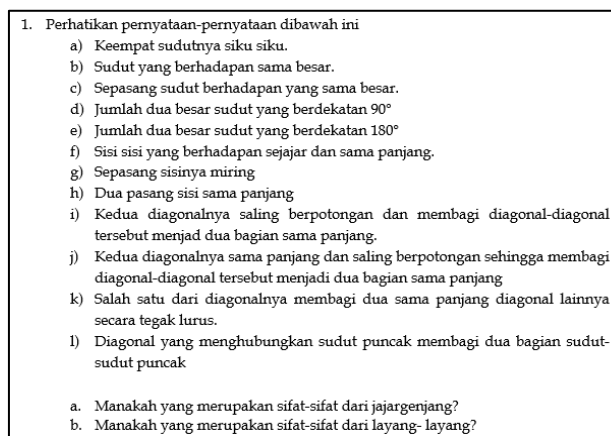 1. Perhatikan pernyataan-pernyataan dibawah ini
a) Keempat sudutnya siku siku.
b) Sudut yang berhadapan sama besar.
c) Sepasang sudut berhadapan yang sama besar.
d) Jumlah dua besar sudut yang berdekatan 90°
e) Jumlah dua besar sudut yang berdekatan 180°
f) Sisi sisi yang berhadapan sejajar dan sama panjang.
g) Sepasang sisinya miring
h) Dua pasang sisi sama panjang
i) Kedua diagonalnya saling berpotongan dan membagi diagonal-diagonal
tersebut menjad dua bagian sama panjang.
j) Kedua diagonalnya sama panjang dan saling berpotongan sehingga membagi
diagonal-diagonal tersebut menjadi dua bagian sama panjang
k) Salah satu dari diagonalnya membagi dua sama panjang diagonal lainnya
secara tegak lurus.
l) Diagonal yang menghubungkan sudut puncak membagi dua bagian sudut-
sudut puncak
a. Manakah yang merupakan sifat-sifat dari jajargenjang?
b. Manakah yang merupakan sifat-sifat dari layang- layang?